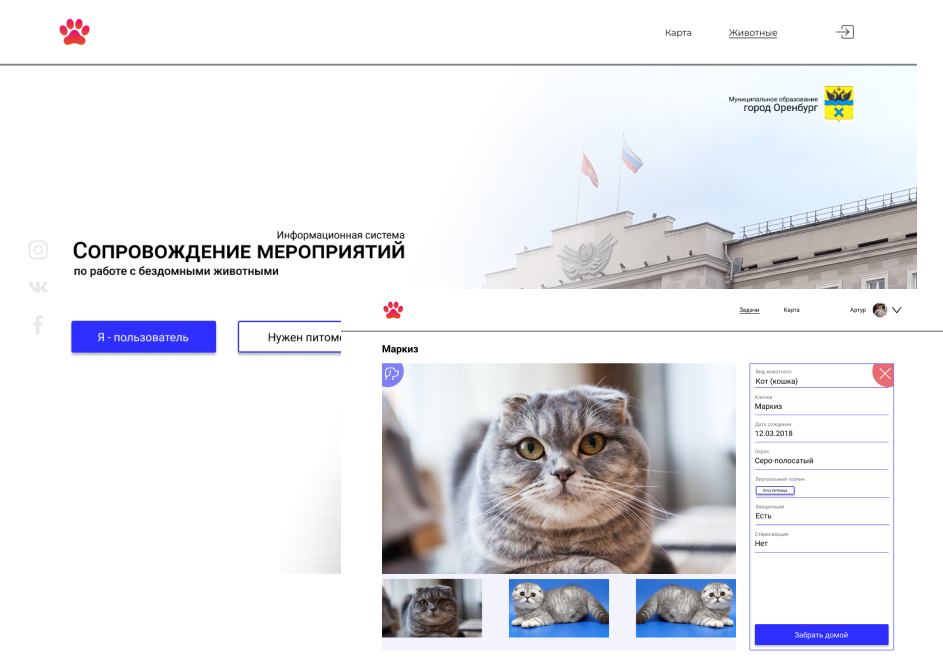 Карта
Животные
Муниципальное образование
город Оренбург
Информационная система
Сопровождение мероприятий
по работе с бездомными животными
Я - пользователь
Нужен питом
Задачи
Карта
Артур
Маркиз
Вид животного
Кот (кошка)
Кличка
Маркиз
Дата рождения
12.03.2018
Окрас
Серо-полосатый
Виртуальный хозяин
Вакцинация
Есть
Стерилизация
Нет
Забрать домой